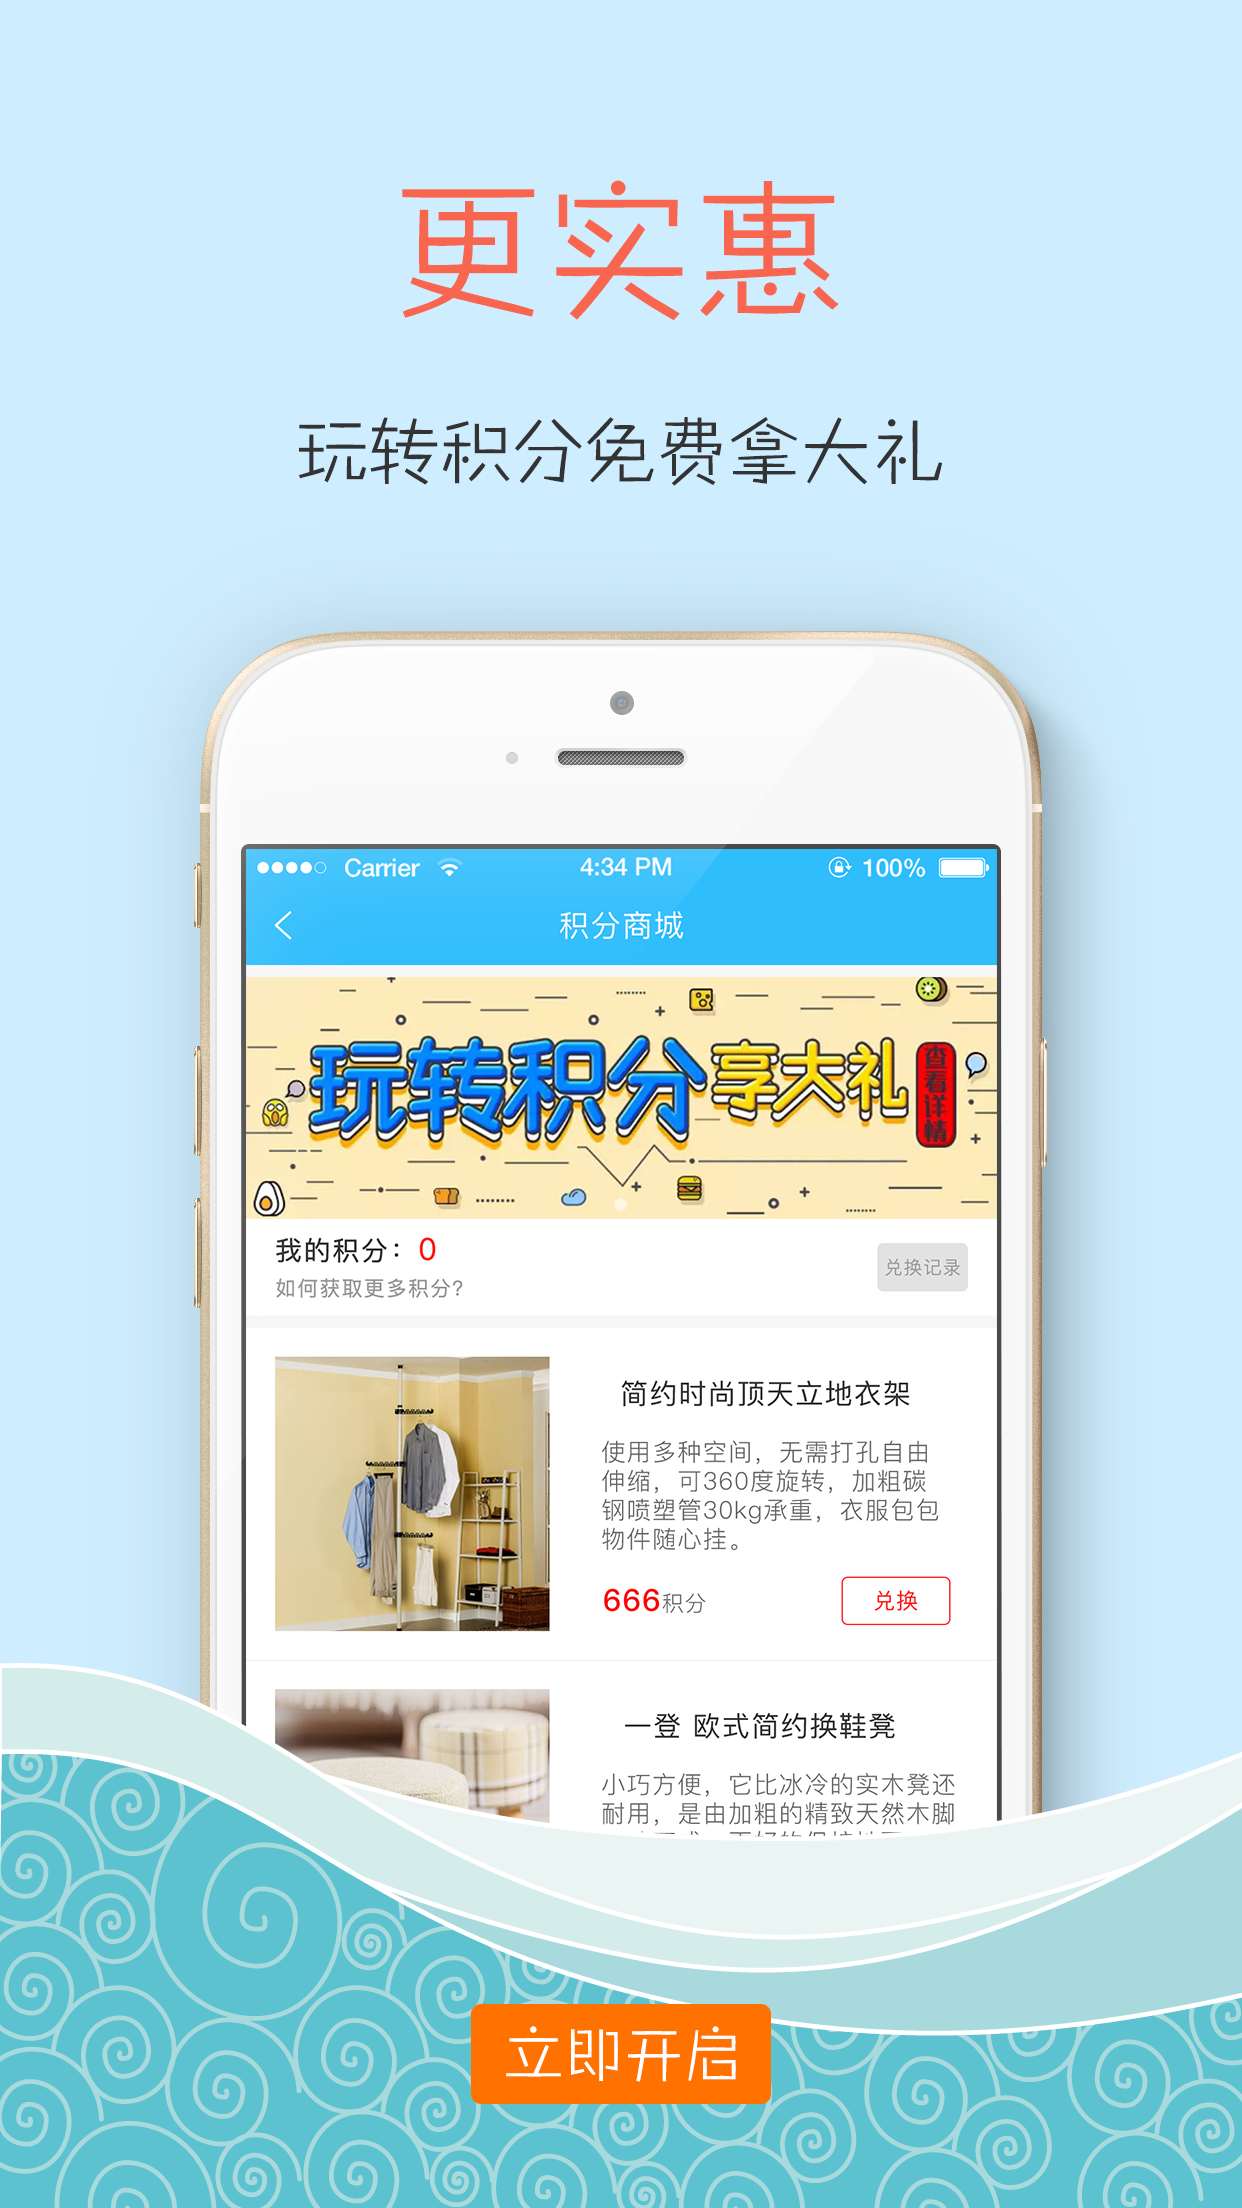 更实惠
玩转积分免费拿大礼
Carrier 4:34 PM 100%
积分商城
玩转积分享大礼
查看详情
我的积分：0
如何获取更多积分?
兑换记录
简约时尚顶天立地衣架
使用多种空间，无需打孔自由
伸缩，可360度旋转，加粗碳
钢喷塑管30kg承重，衣服包包
物件随心挂。
666积分
兑换
一登 欧式简约换鞋凳
小巧方便，它比冰冷的实木凳还
耐用，是由加粗的精致天然木脚
立即开启